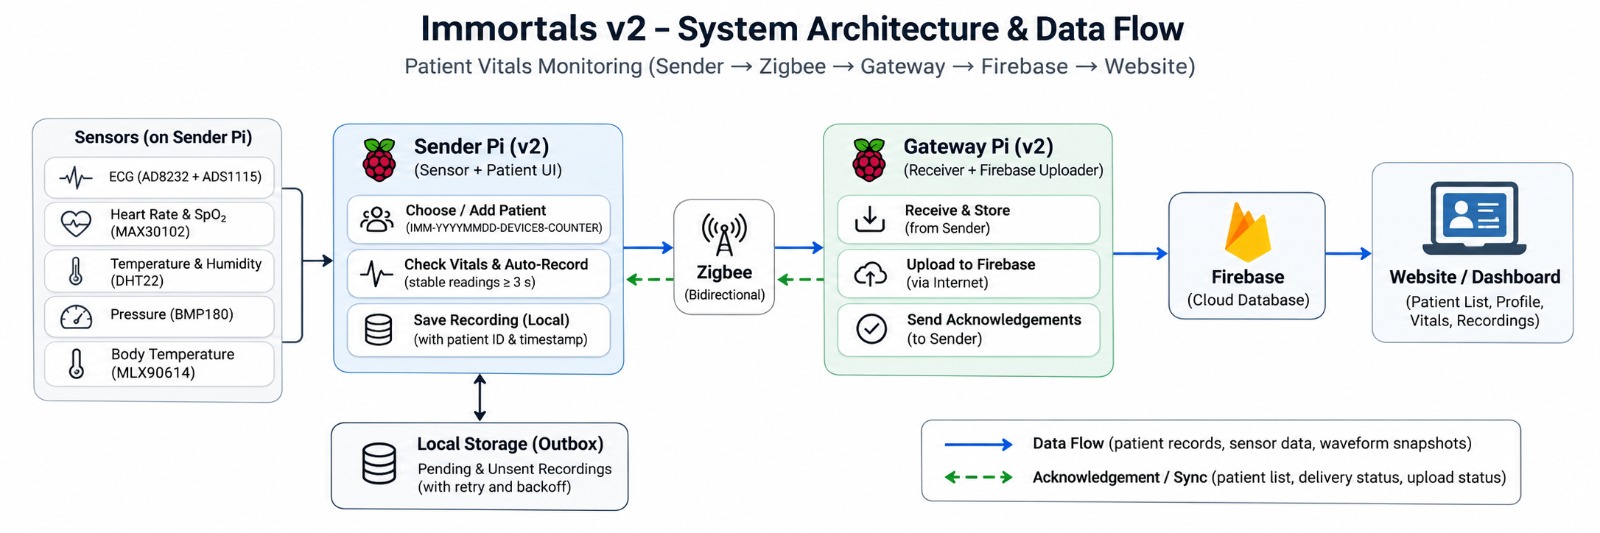 Immortals v2 – System Architecture & Data Flow
Patient Vitals Monitoring (Sender → Zigbee → Gateway → Firebase → Website)
Sensors (on Sender Pi)
ECG (AD8232 + ADS1115)
Heart Rate & SpO₂
(MAX30102)
Temperature & Humidity
(DHT22)
Pressure (BMP180)
Body Temperature
(MLX90614)
Sender Pi (v2)
(Sensor + Patient UI)
Choose / Add Patient
(IMM-YYYYMMDD-DEVICE8-COUNTER)
Check Vitals & Auto-Record
(stable readings ≥ 3 s)
Save Recording (Local)
(with patient ID & timestamp)
Local Storage (Outbox)
Pending & Unsent Recordings
(with retry and backoff)
Zigbee
(Bidirectional)
Gateway Pi (v2)
(Receiver + Firebase Uploader)
Receive & Store
(from Sender)
Upload to Firebase
(via Internet)
Send Acknowledgements
(to Sender)
Firebase
(Cloud Database)
Website / Dashboard
(Patient List, Profile,
Vitals, Recordings)
Data Flow (patient records, sensor data, waveform snapshots)
Acknowledgement / Sync (patient list, delivery status, upload status)